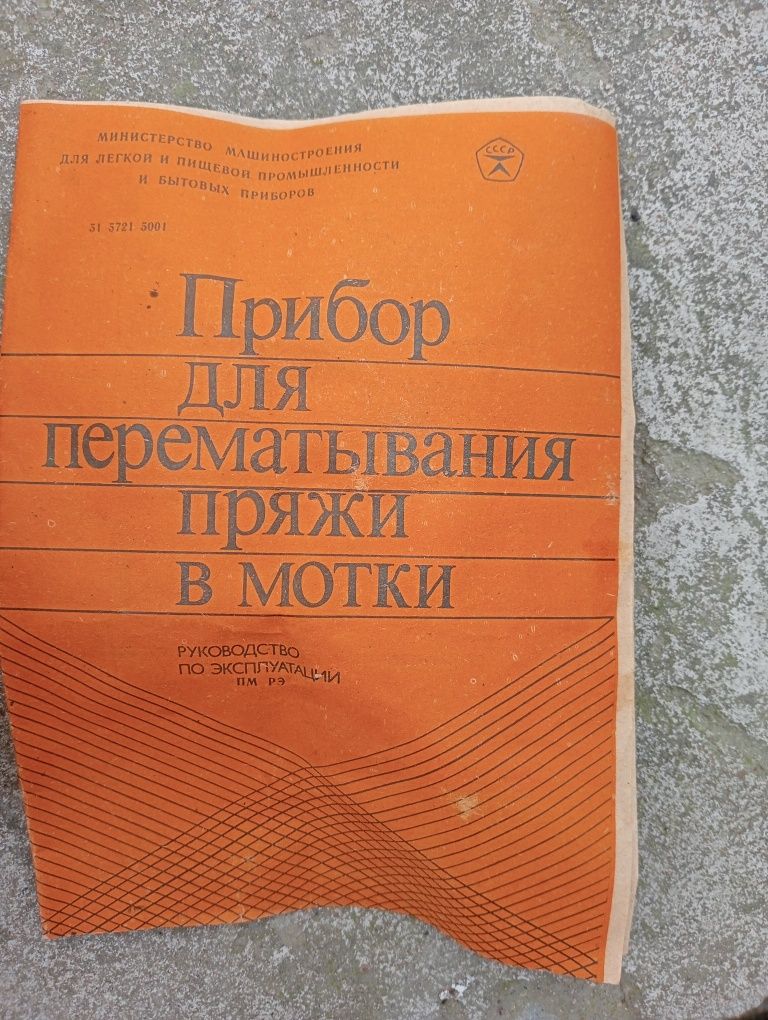 МИНИСТЕРСТВО МАШИНОСТРОЕНИЯ
ДЛЯ ЛЕГКОЙ И ПИЩЕВОЙ ПРОМЫШЛЕННОСТИ
И БЫТОВЫХ ПРИБОРОВ
СССР
31 5721 5001
Прибор
для
перематывания
пряжи
в мотки
РУКОВОДСТВО
ПО ЭКСПЛУАТАЦИИ
ПМ РЭ